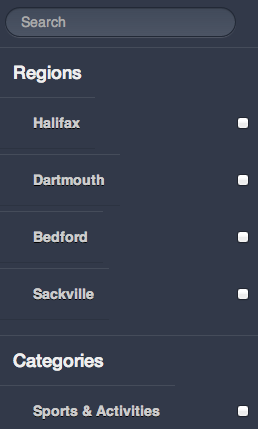 Search
Regions
Halifax
Dartmouth
Bedford
Sackville
Categories
Sports & Activities